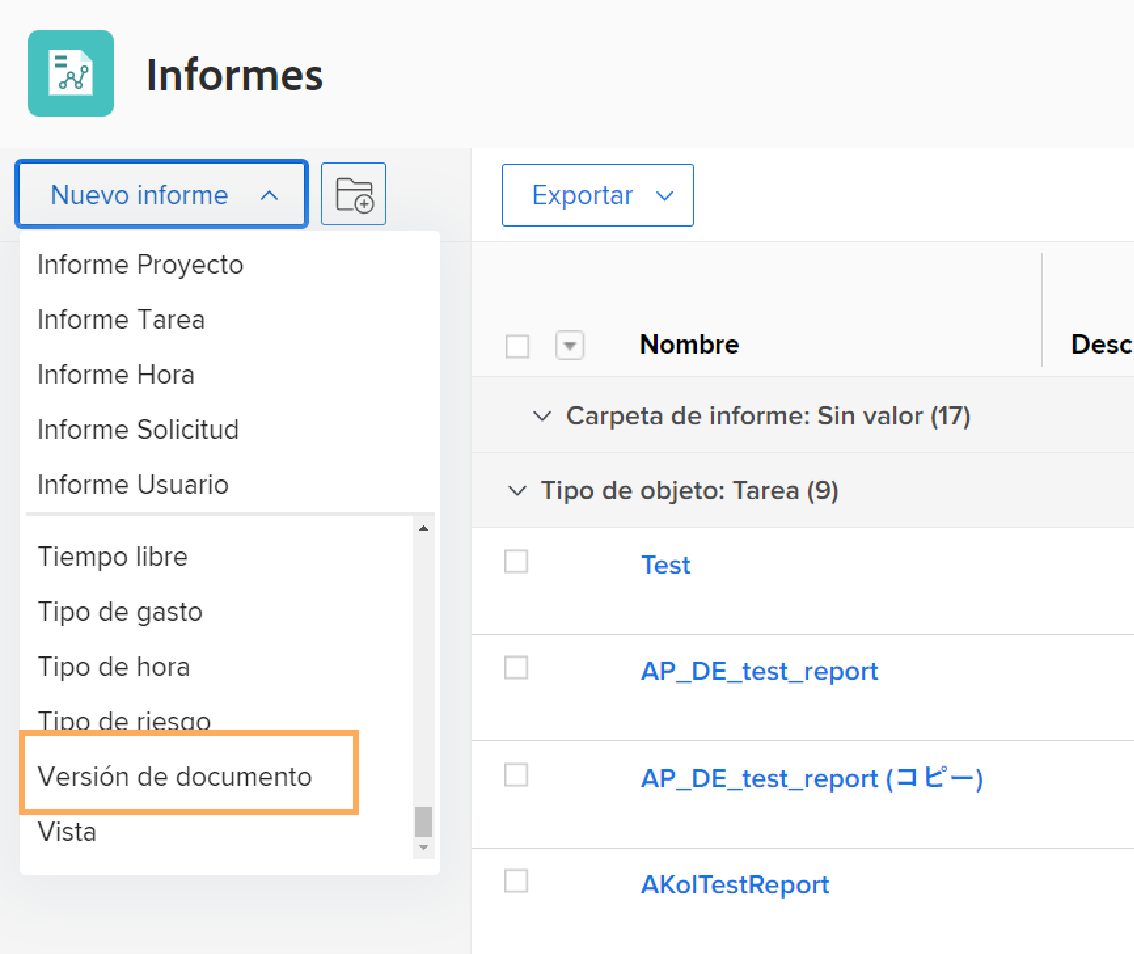 Informes
Nuevo informe
Exportar
Informe Proyecto
Informe Tarea
Informe Hora
Informe Solicitud
Informe Usuario
Tiempo libre
Tipo de gasto
Tipo de hora
Tipo de riesgo
Versión de documento
Vista
Nombre
Desc
Carpeta de informe: Sin valor (17)
Tipo de objeto: Tarea (9)
Test
AP_DE_test_report
AP_DE_test_report (コピー)
AKolTestReport